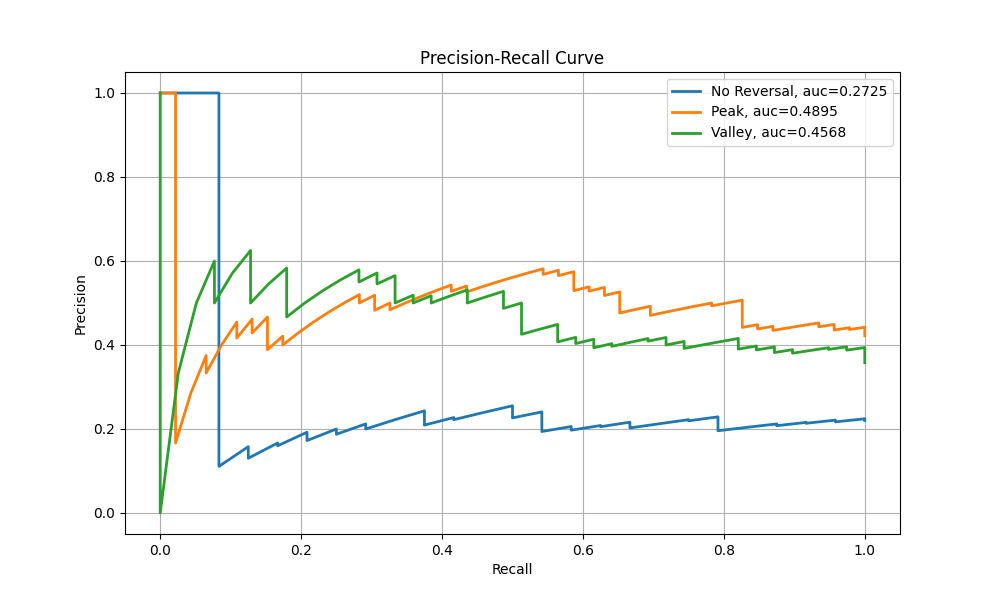 Precision-Recall Curve
No Reversal, auc=0.2725
Peak, auc=0.4895
Valley, auc=0.4568
Precision
1.0
0.8
0.6
0.4
0.2
0.0
0.0 0.2 0.4 0.6 0.8 1.0
Recall